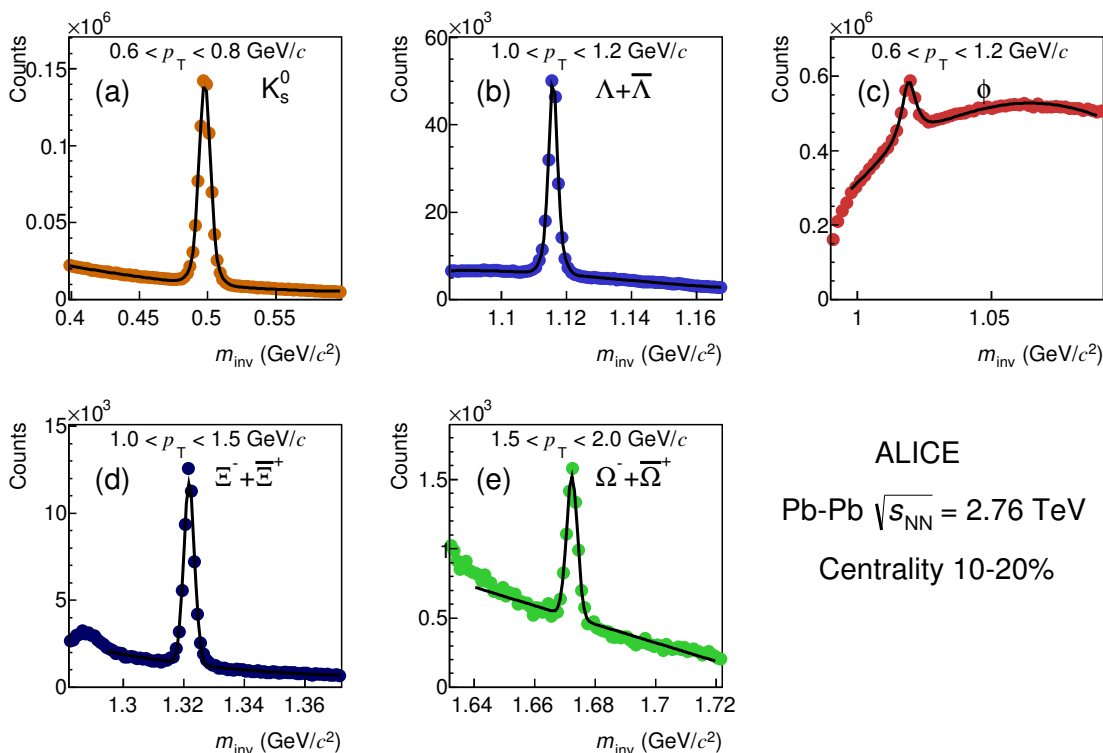 ×10⁶
Counts
0.6 < p_T < 0.8 GeV/c
(a)
K⁰_s
0.15
0.1
0.05
0
0.4
0.5
0.55
m_inv (GeV/c²)
Counts
60
1.0 < p_T < 1.2 GeV/c
×10³
(b)
Λ+Λ̅
40
20
0
1.1
1.12
1.14
1.16
m_inv (GeV/c²)
×10⁶
Counts
0.6 < p_T < 1.2 GeV/c
(c)
ϕ
0.6
0.4
0.2
0
1
1.05
m_inv (GeV/c²)
×10³
Counts
15
1.0 < p_T < 1.5 GeV/c
(d)
Ξ⁻+Ξ̅⁺
10
5
0
1.3
1.32
1.34
1.36
m_inv (GeV/c²)
×10³
Counts
1.5 < p_T < 2.0 GeV/c
(e)
Ω⁻+Ω̅⁺
1.5
1
0.5
0
1.64
1.66
1.68
1.7
1.72
m_inv (GeV/c²)
ALICE
Pb-Pb √s_NN = 2.76 TeV
Centrality 10-20%